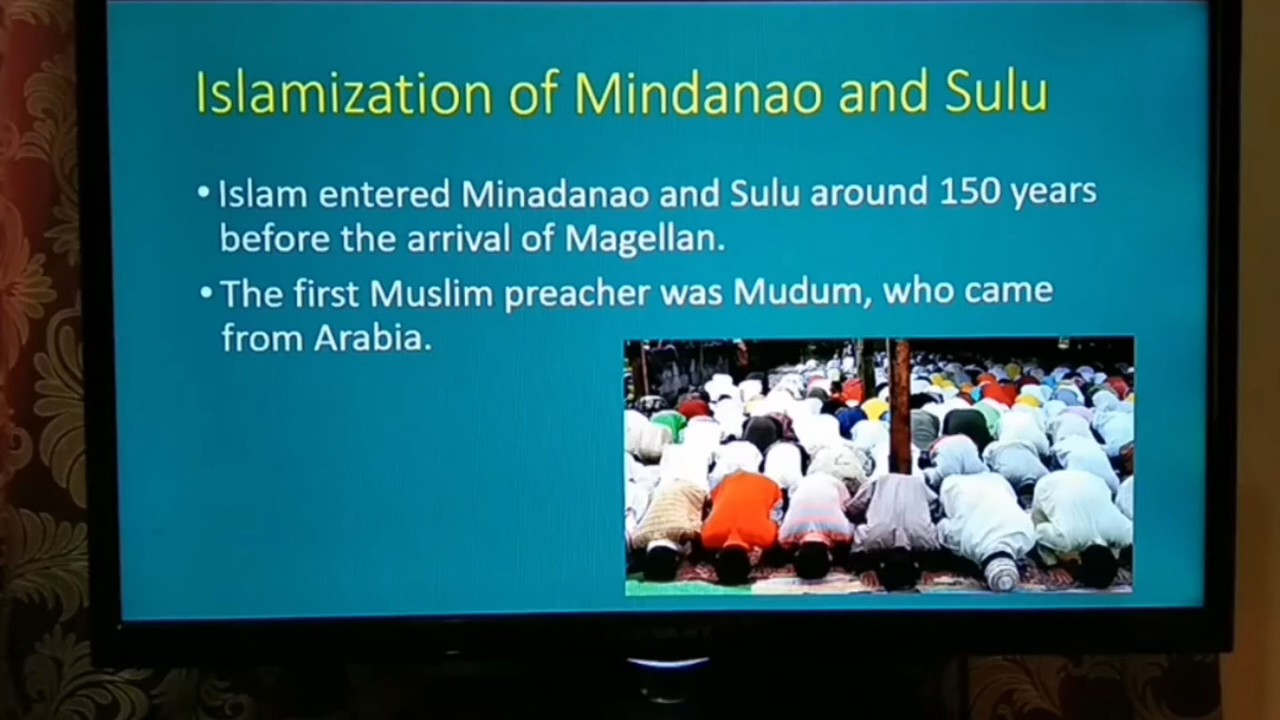 Islamization of Mindanao and Sulu
• Islam entered Minadanao and Sulu around 150 years
before the arrival of Magellan.
• The first Muslim preacher was Mudum, who came
from Arabia.